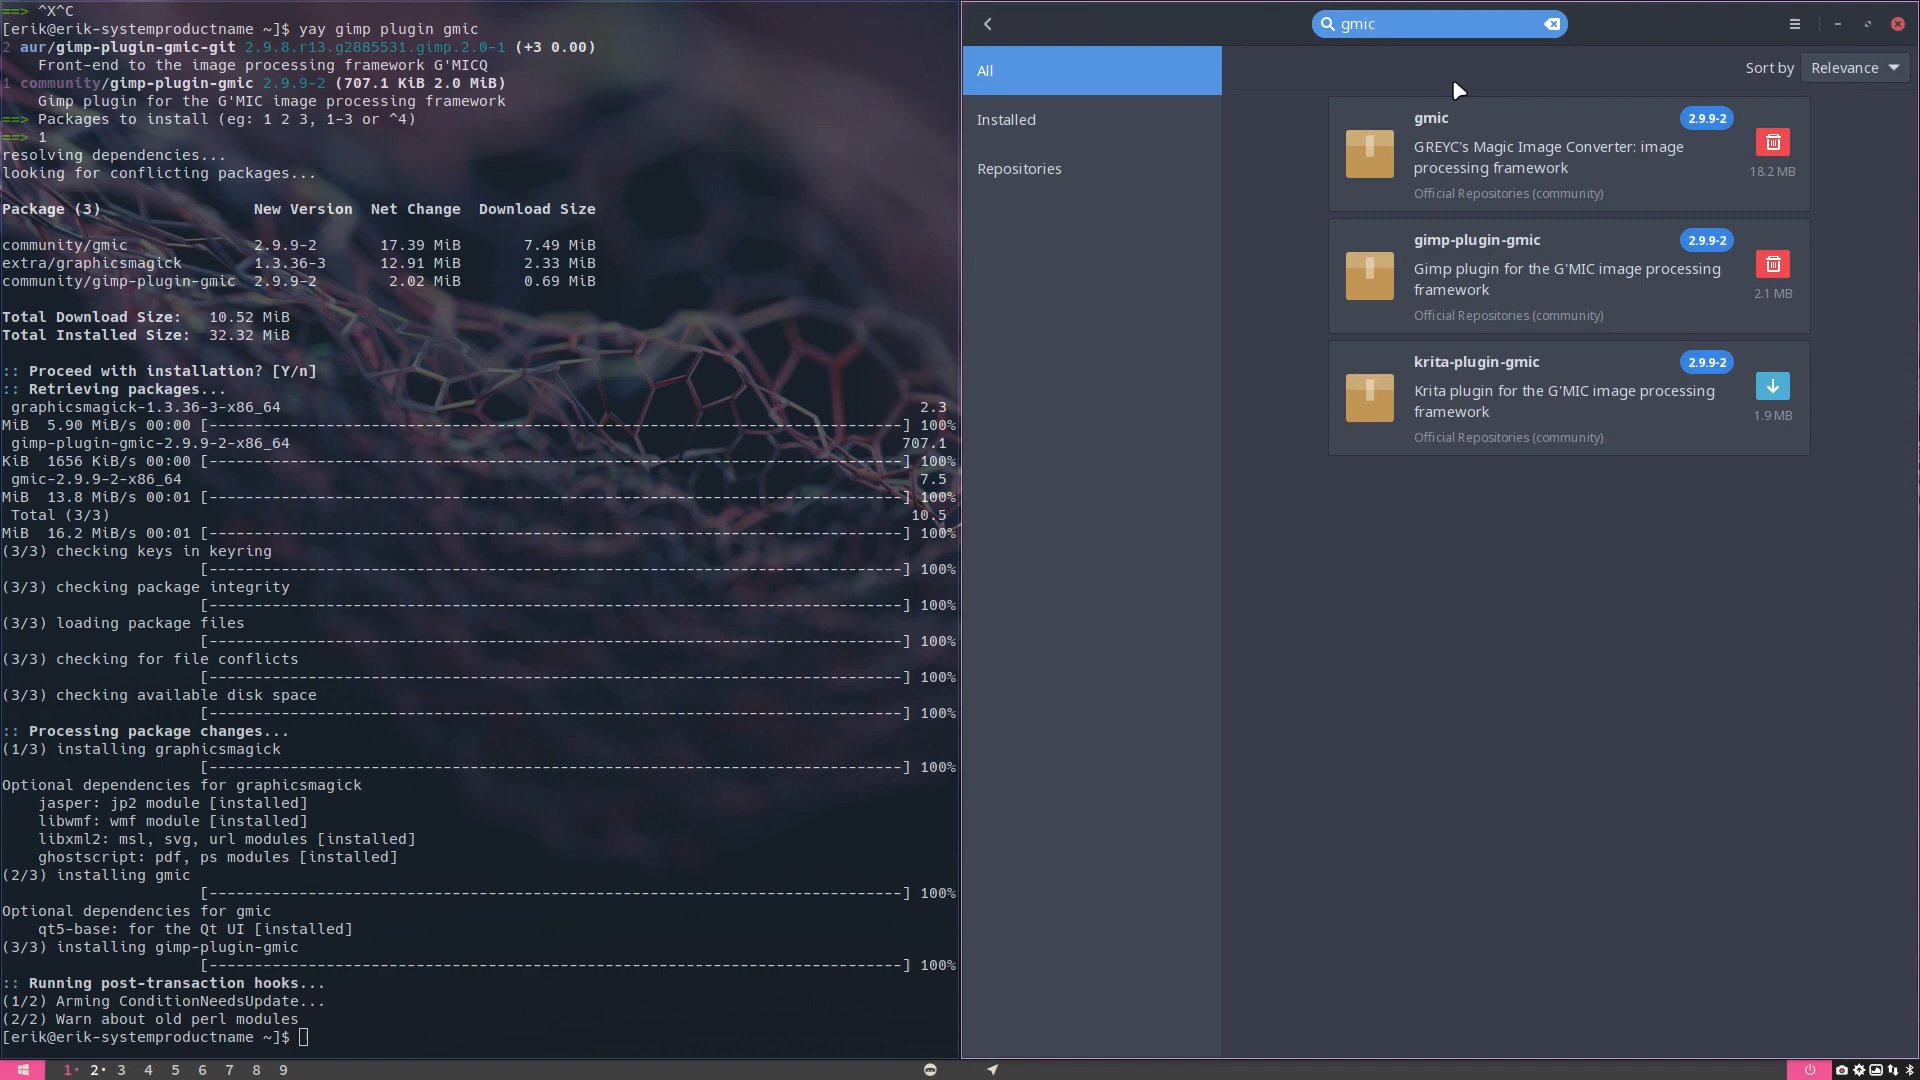 ==> ^X^C
[erik@erik-systemproductname ~]$ yay gimp plugin gmic
2 aur/gimp-plugin-gmic-git 2.9.8.r13.g2885531.gimp.2.0-1 (+3 0.00)
    Front-end to the image processing framework G'MICQ
1 community/gimp-plugin-gmic 2.9.9-2 (707.1 KiB 2.0 MiB)
    Gimp plugin for the G'MIC image processing framework
==> Packages to install (eg: 1 2 3, 1-3 or ^4)
==> 1
resolving dependencies...
looking for conflicting packages...
Package (3)                 New Version  Net Change  Download Size
community/gmic              2.9.9-2       17.39 MiB       7.49 MiB
extra/graphicsmagick        1.3.36-3      12.91 MiB       2.33 MiB
community/gimp-plugin-gmic  2.9.9-2        2.02 MiB       0.69 MiB
Total Download Size:   10.52 MiB
Total Installed Size:  32.32 MiB
:: Proceed with installation? [Y/n]
:: Retrieving packages...
 graphicsmagick-1.3.36-3-x86_64                                                                       2.3
MiB  5.90 MiB/s 00:00 [-----------------------------------------------------------------------------] 100%
 gimp-plugin-gmic-2.9.9-2-x86_64                                                                    707.1
KiB  1656 KiB/s 00:00 [-----------------------------------------------------------------------------] 100%
 gmic-2.9.9-2-x86_64                                                                                  7.5
MiB  13.8 MiB/s 00:01 [-----------------------------------------------------------------------------] 100%
 Total (3/3)                                                                                         10.5
MiB  16.2 MiB/s 00:01 [-----------------------------------------------------------------------------] 100%
(3/3) checking keys in keyring
[-----------------------------------------------------------------------------] 100%
(3/3) checking package integrity
[-----------------------------------------------------------------------------] 100%
(3/3) loading package files
[-----------------------------------------------------------------------------] 100%
(3/3) checking for file conflicts
[-----------------------------------------------------------------------------] 100%
(3/3) checking available disk space
[-----------------------------------------------------------------------------] 100%
:: Processing package changes...
(1/3) installing graphicsmagick
[-----------------------------------------------------------------------------] 100%
Optional dependencies for graphicsmagick
    jasper: jp2 module [installed]
    libwmf: wmf module [installed]
    libxml2: msl, svg, url modules [installed]
    ghostscript: pdf, ps modules [installed]
(2/3) installing gmic
[-----------------------------------------------------------------------------] 100%
Optional dependencies for gmic
    qt5-base: for the Qt UI [installed]
(3/3) installing gimp-plugin-gmic
[-----------------------------------------------------------------------------] 100%
:: Running post-transaction hooks...
(1/2) Arming ConditionNeedsUpdate...
(2/2) Warn about old perl modules
[erik@erik-systemproductname ~]$
gmic
All
Installed
Repositories
Sort by Relevance
gmic 2.9.9-2
GREYC's Magic Image Converter: image
processing framework
18.2 MB
Official Repositories (community)
gimp-plugin-gmic 2.9.9-2
Gimp plugin for the G'MIC image processing
framework
2.1 MB
Official Repositories (community)
krita-plugin-gmic 2.9.9-2
Krita plugin for the G'MIC image processing
framework
1.9 MB
Official Repositories (community)
1 2 3 4 5 6 7 8 9